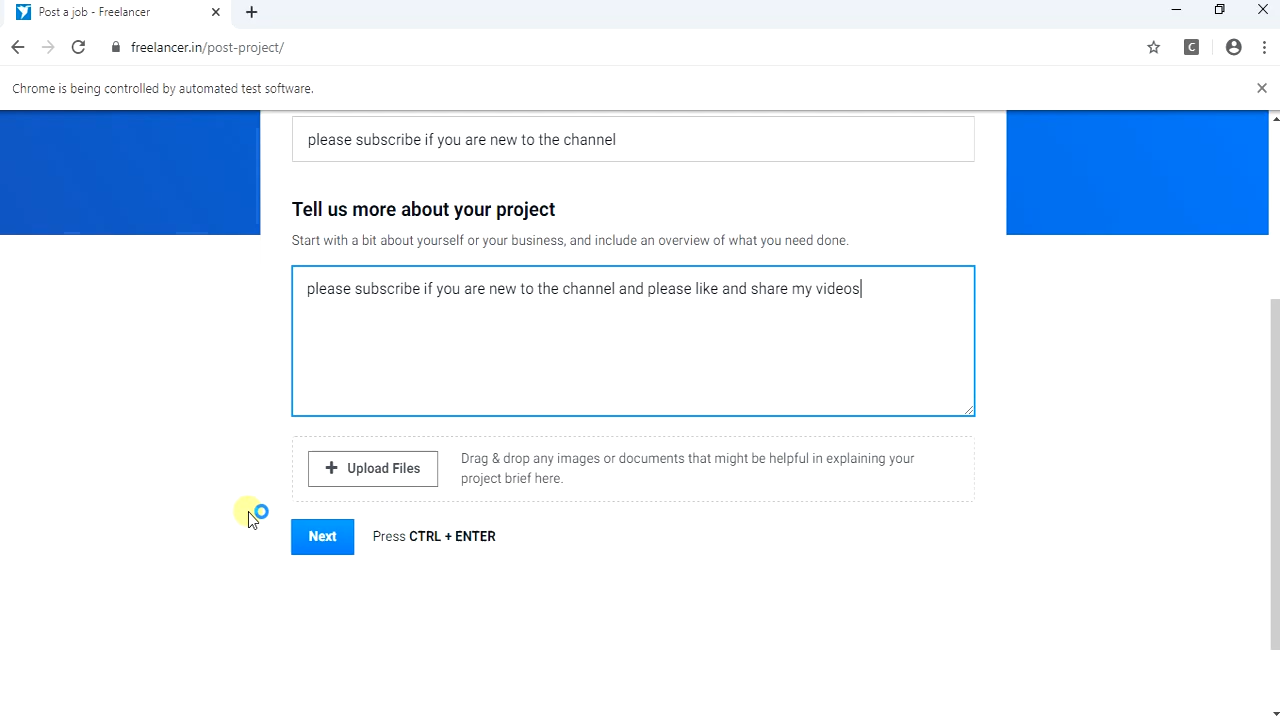 Post a job - Freelancer
freelancer.in/post-project/
C
Chrome is being controlled by automated test software.
please subscribe if you are new to the channel
Tell us more about your project
Start with a bit about yourself or your business, and include an overview of what you need done.
please subscribe if you are new to the channel and please like and share my videos
+ Upload Files
Drag & drop any images or documents that might be helpful in explaining your
project brief here.
Next
Press CTRL + ENTER